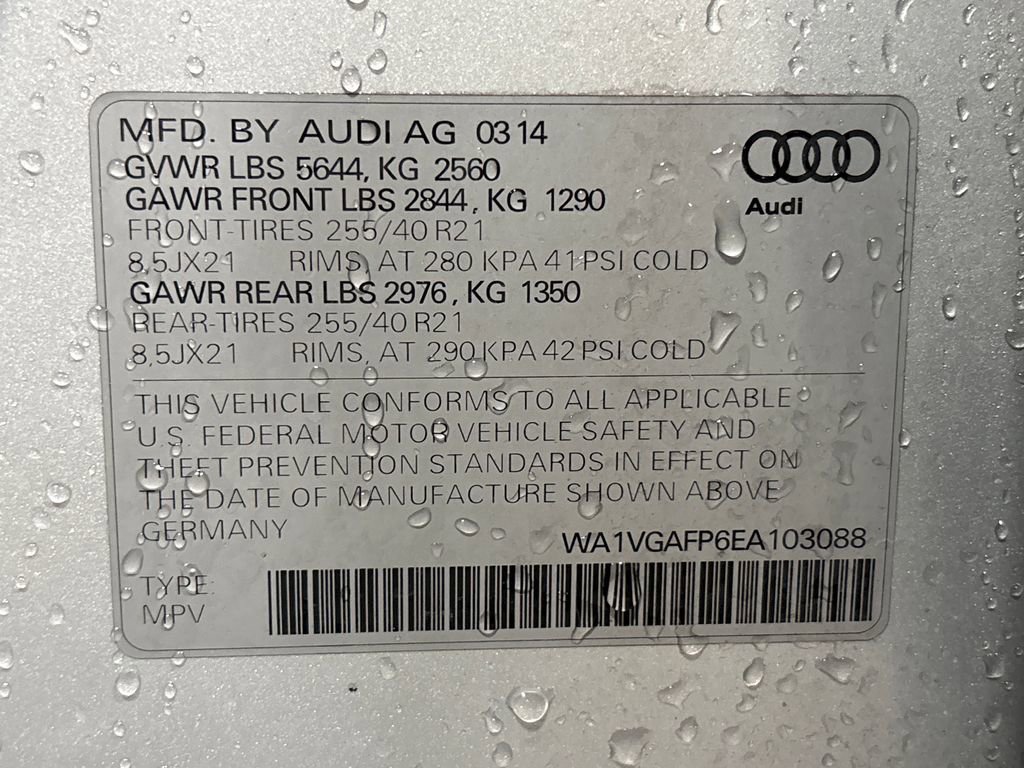 MFD. BY AUDI AG 0314
GVWR LBS 5644, KG 2560
GAWR FRONT LBS 2844, KG 1290
FRONT-TIRES 255/40 R21
8,5JX21 RIMS, AT 280 KPA 41 PSI COLD
GAWR REAR LBS 2976, KG 1350
REAR-TIRES 255/40 R21
8,5JX21 RIMS, AT 290 KPA 42 PSI COLD
Audi
THIS VEHICLE CONFORMS TO ALL APPLICABLE
U.S. FEDERAL MOTOR VEHICLE SAFETY AND
THEFT PREVENTION STANDARDS IN EFFECT ON
THE DATE OF MANUFACTURE SHOWN ABOVE
GERMANY
WA1VGAFP6EA103088
TYPE:
MPV